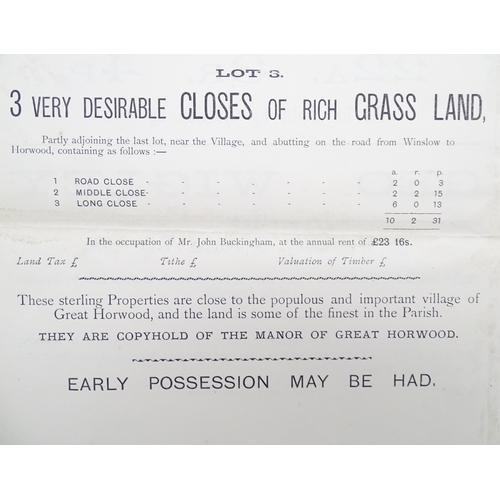 LOT 3.
3 VERY DESIRABLE CLOSES OF RICH GRASS LAND,
Partly adjoining the last lot, near the Village, and abutting on the road from Winslow to
Horwood, containing as follows :—
a. r. p.
1 ROAD CLOSE - - - - - - 2 0 3
2 MIDDLE CLOSE- - - - - - 2 2 15
3 LONG CLOSE - - - - - - 6 0 13
10 2 31
In the occupation of Mr. John Buckingham, at the annual rent of £23 16s.
Land Tax £ Tithe £ Valuation of Timber £
These sterling Properties are close to the populous and important village of
Great Horwood, and the land is some of the finest in the Parish.
THEY ARE COPYHOLD OF THE MANOR OF GREAT HORWOOD.
EARLY POSSESSION MAY BE HAD.